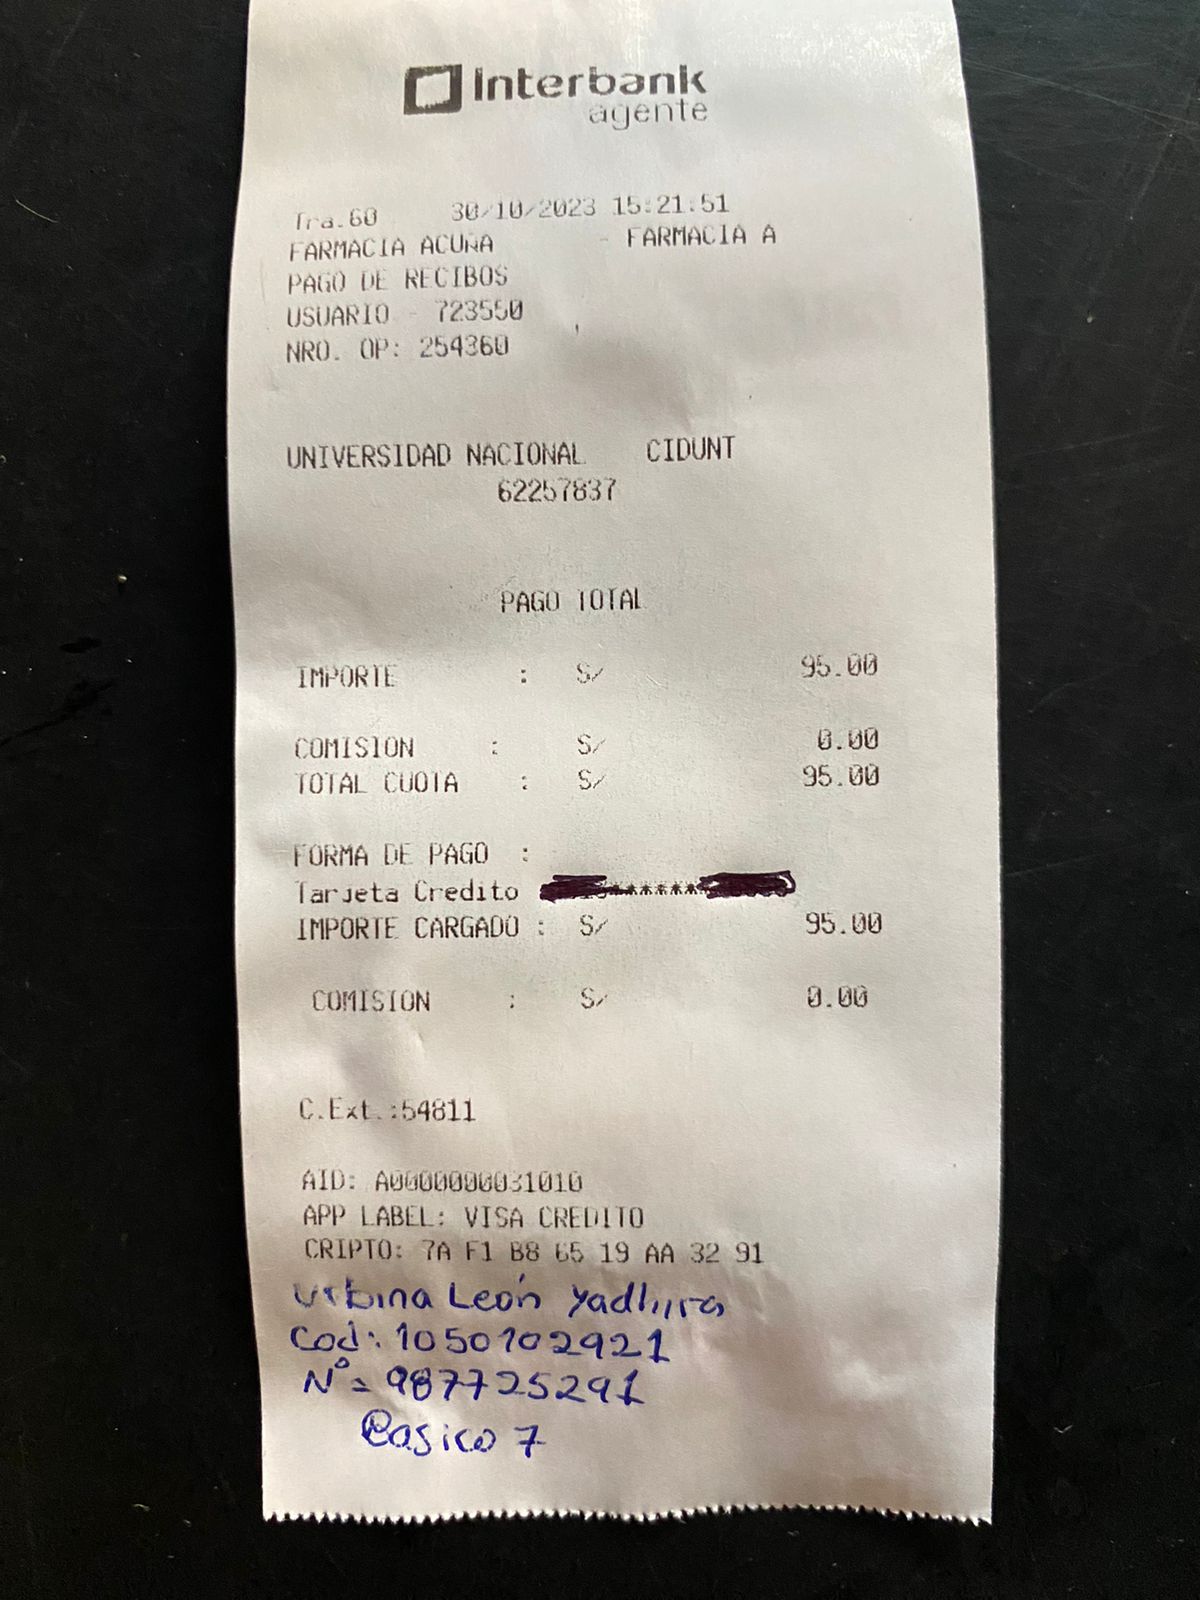 Interbank
agente
Tra.60 30/10/2023 15:21:51
FARMACIA ACUÑA - FARMACIA A
PAGO DE RECIBOS
USUARIO - 723550
NRO. OP: 254360
UNIVERSIDAD NACIONAL CIDUNT
62257837
PAGO TOTAL
IMPORTE : S/ 95.00
COMISION : S/ 0.00
TOTAL CUOTA : S/ 95.00
FORMA DE PAGO :
Tarjeta Credito *******
IMPORTE CARGADO : S/ 95.00
COMISION : S/ 0.00
C.Ext.:54811
AID: A0000000031010
APP LABEL: VISA CREDITO
CRIPTO: 7A F1 B8 65 19 AA 32 91
Urbina León Yadhira
Cod: 1050102921
N° = 987725291
Basico 7